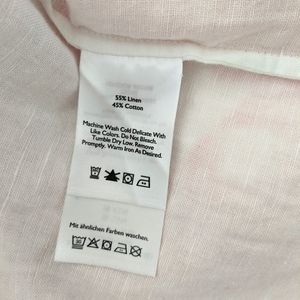 55% Linen
45% Cotton
Machine Wash Cold Delicate With
Like Colors. Do Not Bleach.
Tumble Dry Low. Remove
Promptly. Warm Iron As Desired.
Mit ähnlichen Farben waschen.